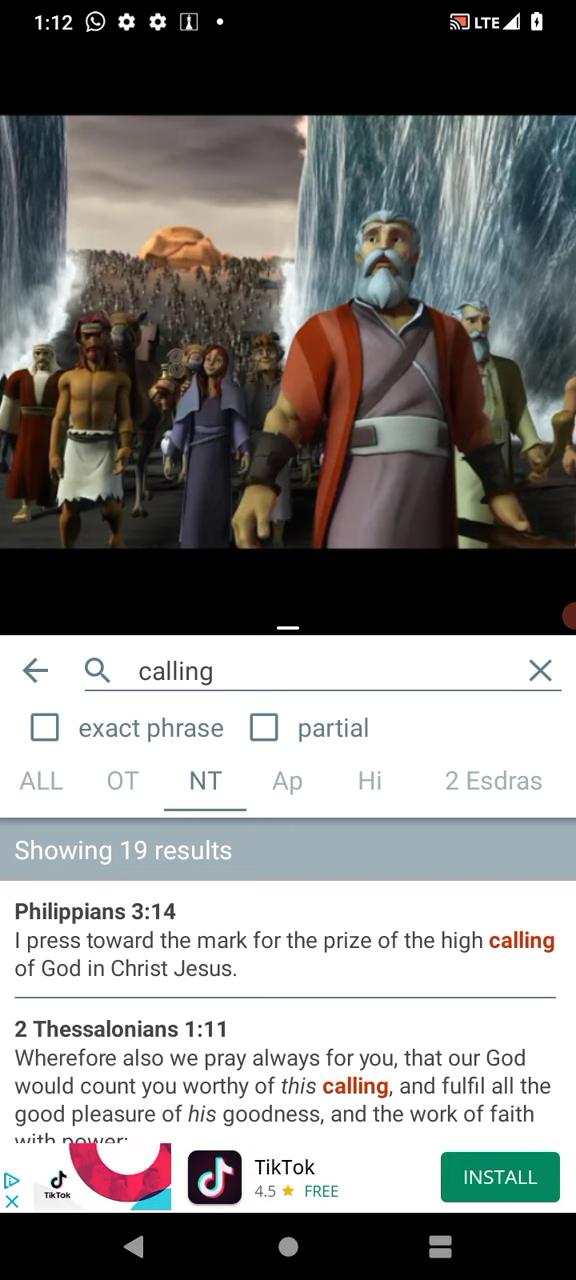 1:12
LTE
calling
exact phrase partial
ALL OT NT Ap Hi 2 Esdras
Showing 19 results
Philippians 3:14
I press toward the mark for the prize of the high calling
of God in Christ Jesus.
2 Thessalonians 1:11
Wherefore also we pray always for you, that our God
would count you worthy of this calling, and fulfil all the
good pleasure of his goodness, and the work of faith
with power:
TikTok
TikTok
4.5 ★ FREE
INSTALL